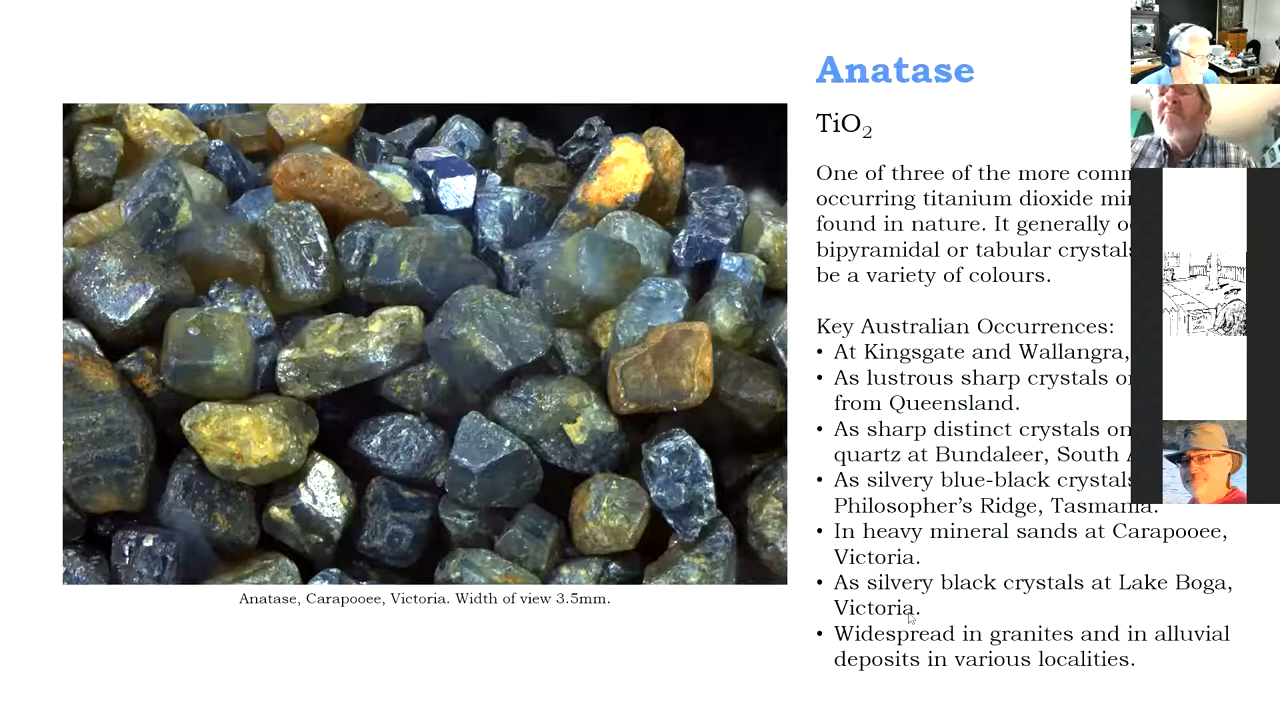 Anatase
TiO2
One of three of the more
occurring titanium dioxide
found in nature. It generally
bipyramidal or tabular crystals
be a variety of colours.
Key Australian Occurrences:
• At Kingsgate and Wallangra,
• As lustrous sharp crystals
from Queensland.
• As sharp distinct crystals on
quartz at Bundaleer, South
• As silvery blue-black crystals
Philosopher's Ridge, Tasmania.
• In heavy mineral sands at Carapooee,
Victoria.
• As silvery black crystals at Lake Boga,
Victoria.
• Widespread in granites and in alluvial
deposits in various localities.
Anatase, Carapooee, Victoria. Width of view 3.5mm.